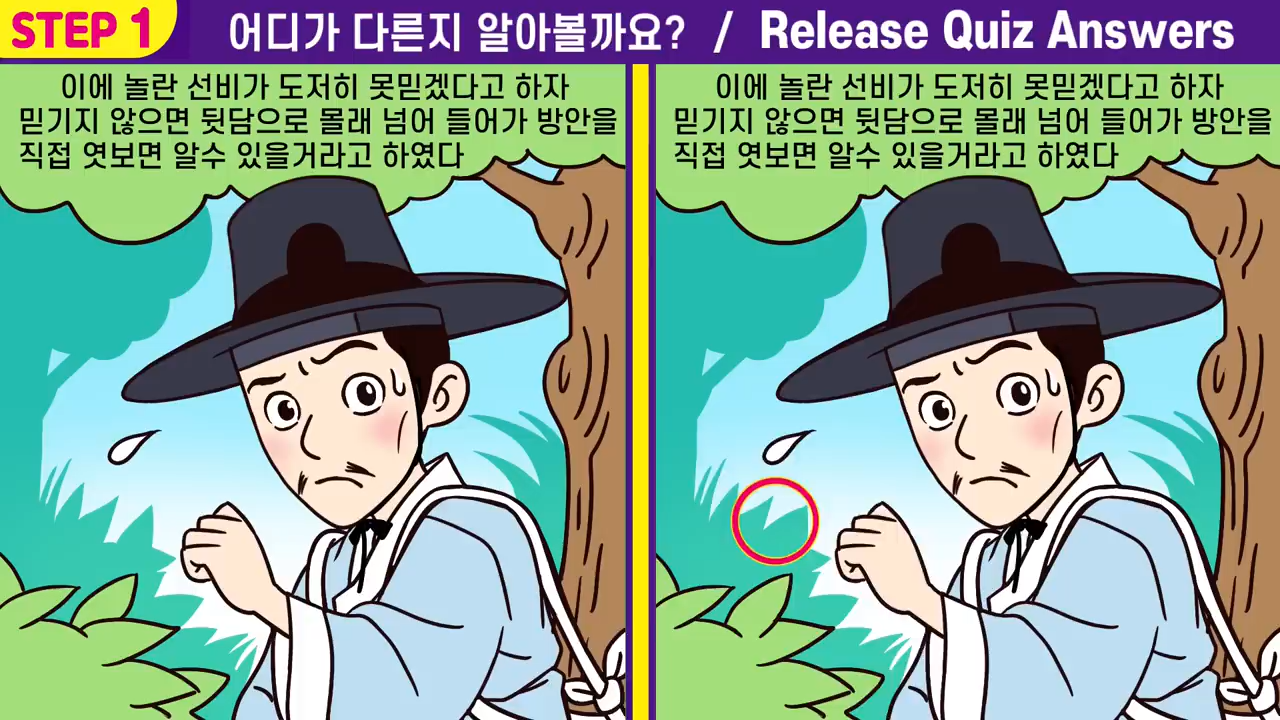 STEP 1
어디가 다른지 알아볼까요? / Release Quiz Answers
이에 놀란 선비가 도저히 못믿겠다고 하자
믿기지 않으면 뒷담으로 몰래 넘어 들어가 방안을
직접 엿보면 알수 있을거라고 하였다
이에 놀란 선비가 도저히 못믿겠다고 하자
믿기지 않으면 뒷담으로 몰래 넘어 들어가 방안을
직접 엿보면 알수 있을거라고 하였다